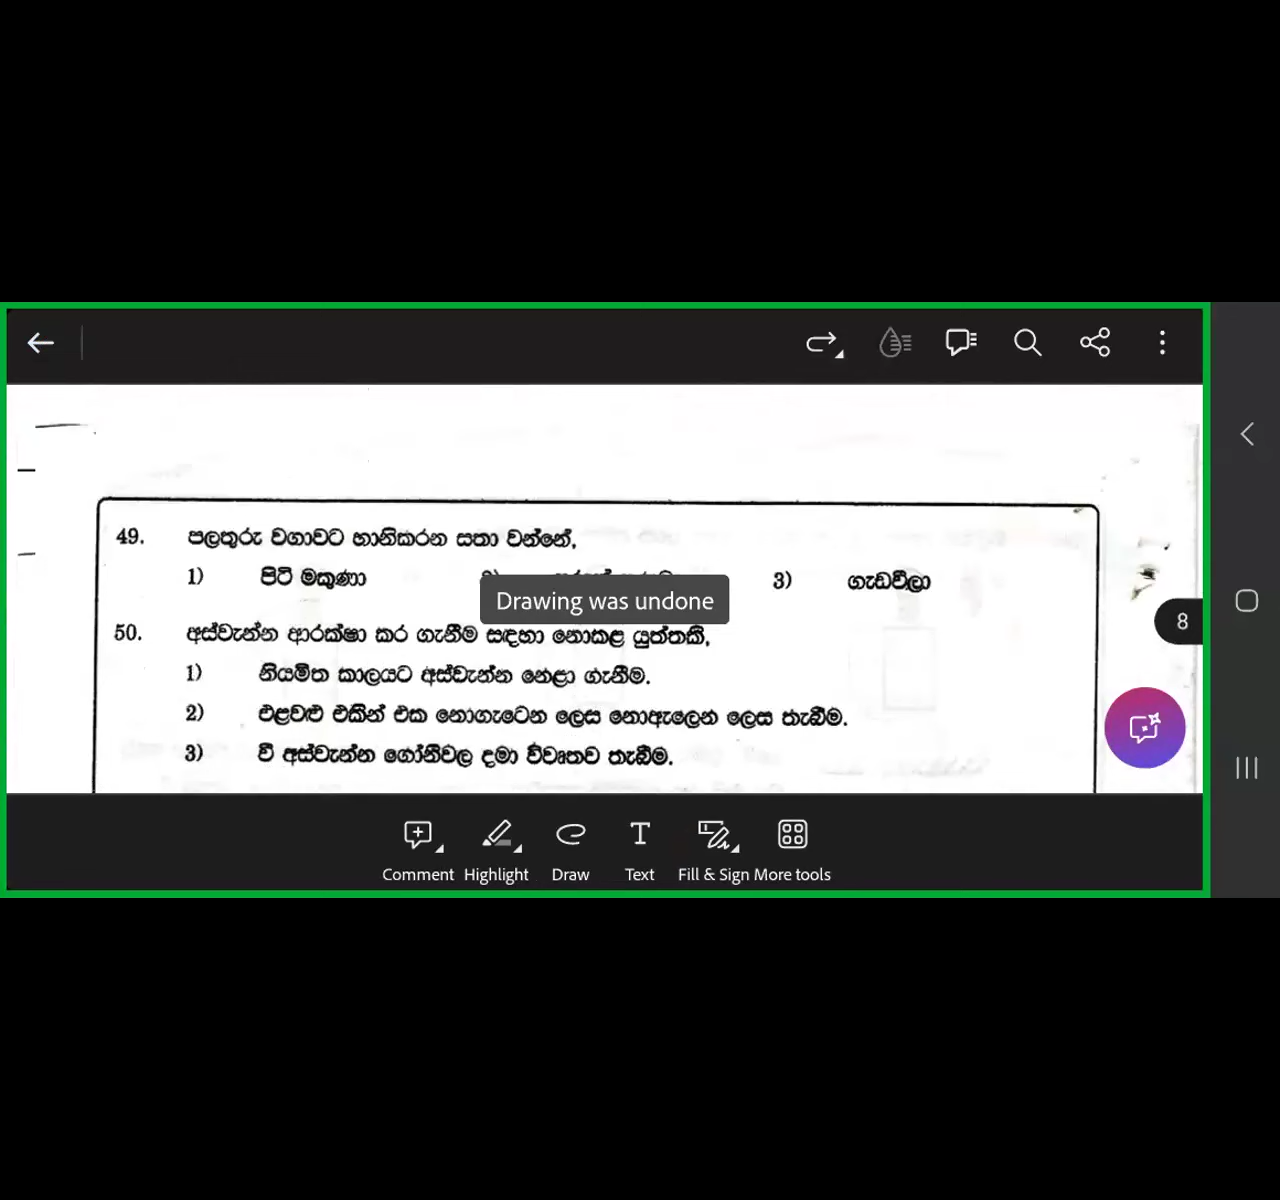 49. පලතුරු වගාවට හානිකරන සතා වන්නේ,
1) පිටි මකුණා 3) ගැඩවිලා
Drawing was undone
50. අස්වැන්න ආරක්ෂා කර ගැනීම සඳහා නොකළ යුත්තකි,
8
1) නියමිත කාලයට අස්වැන්න නෙළා ගැනීම.
2) එළවළු එකින් එක නොගැටෙන ලෙස නොඇලෙන ලෙස තැබීම.
3) වී අස්වැන්න ගෝනිවල දමා විවෘතව තැබීම.
Comment Highlight Draw Text Fill & Sign More tools